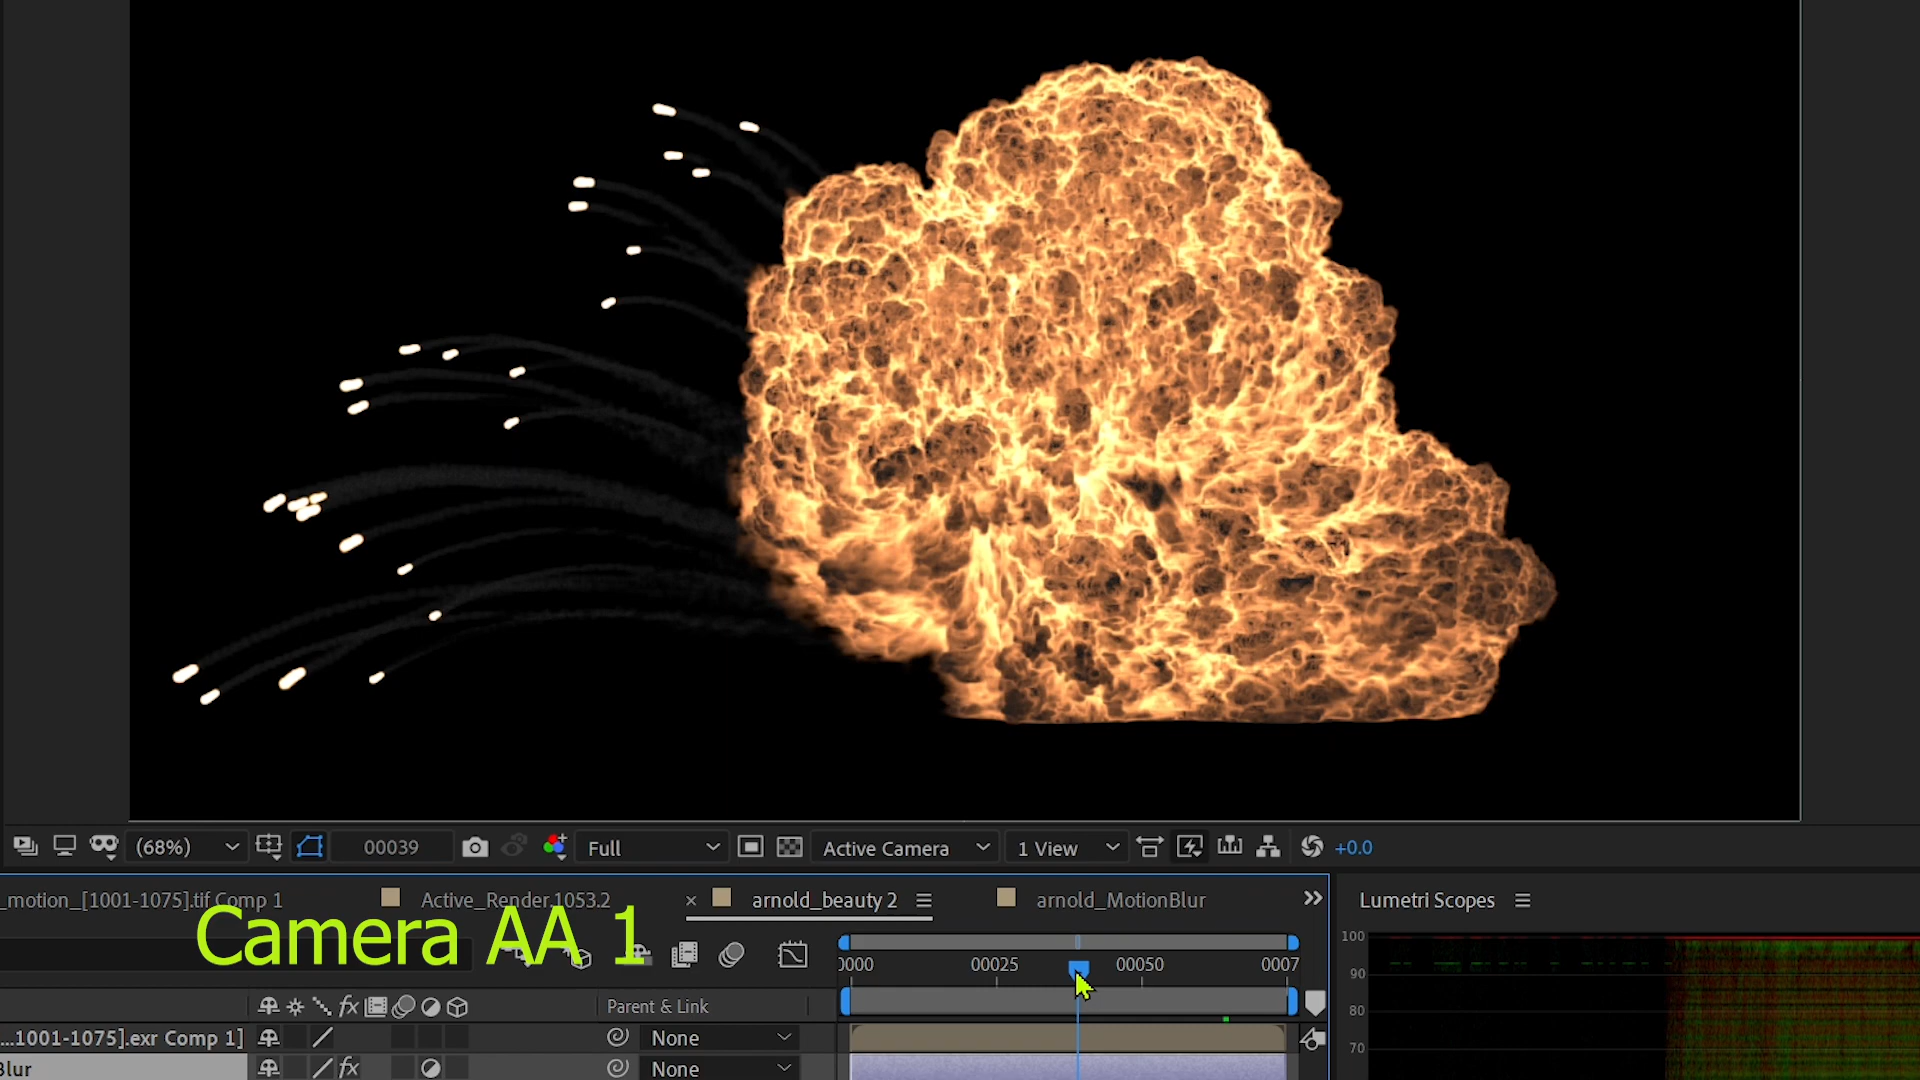 (68%) 00039 Full Active Camera 1 View +0.0
_motion_[1001-1075].tif Comp 1 Active_Render.1053.2 × arnold_beauty 2 arnold_MotionBlur Lumetri Scopes
Camera AA 1
0000 00025 00050 0007
100
90
80
70
fx Parent & Link
...1001-1075].exr Comp 1] None
Blur fx None